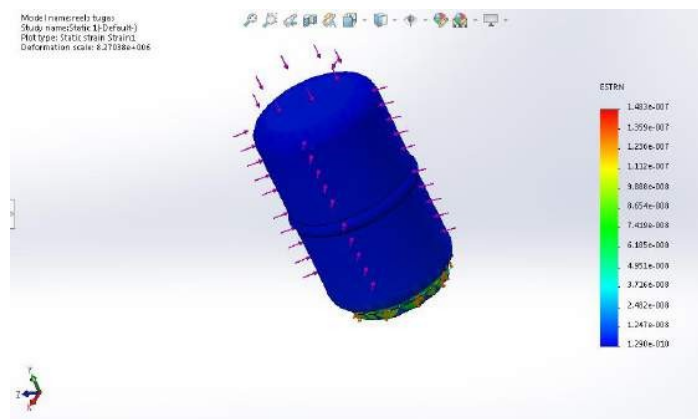 Model name:reels tugas
Study name:Static 1(-Default-)
Plot type: Static strain Strain1
Deformation scale: 8.27038e+006
ESTRN
1.483e-007
1.359e-007
1.236e-007
1.112e-007
9.888e-008
8.654e-008
7.419e-008
6.185e-008
4.951e-008
3.726e-008
2.482e-008
1.247e-008
1.290e-010
Y
Z
X